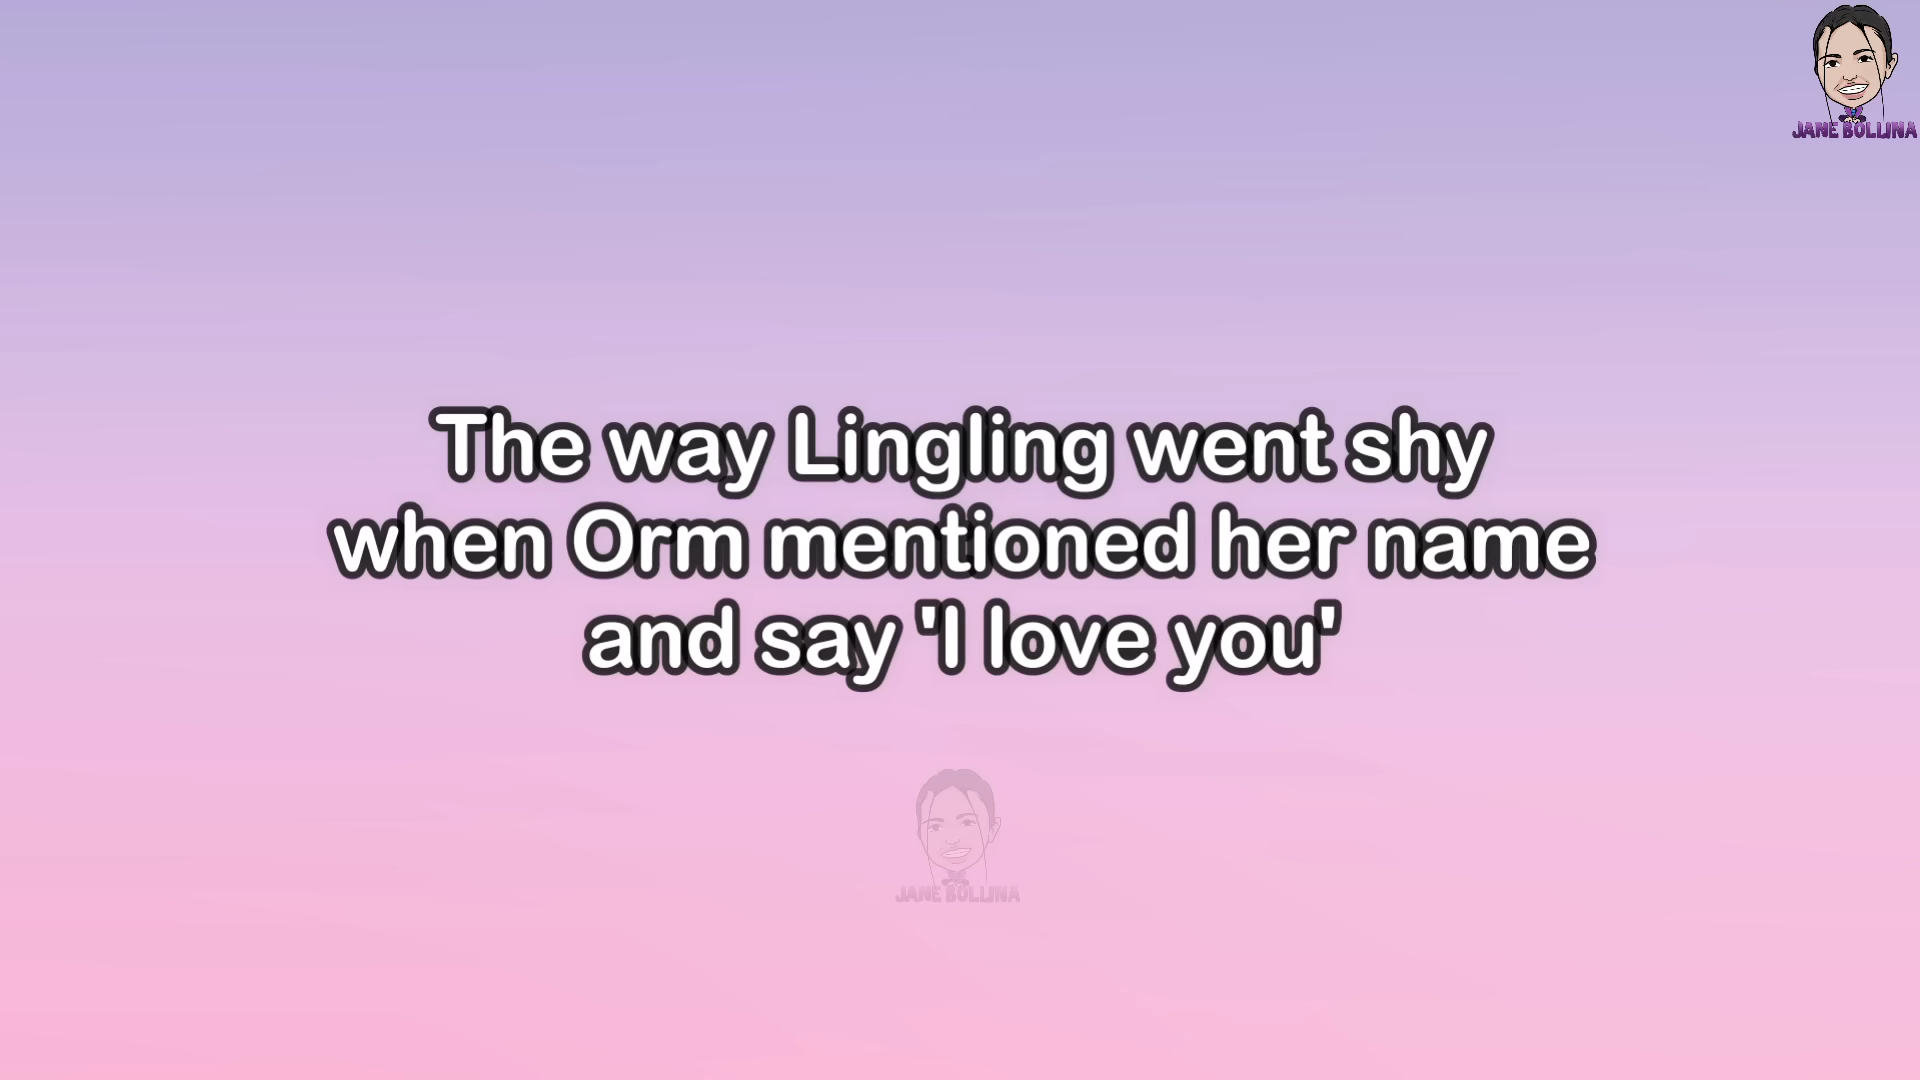 JANE BOLLINA
The way Lingling went shy
when Orm mentioned her name
and say 'I love you'
JANE BOLLINA